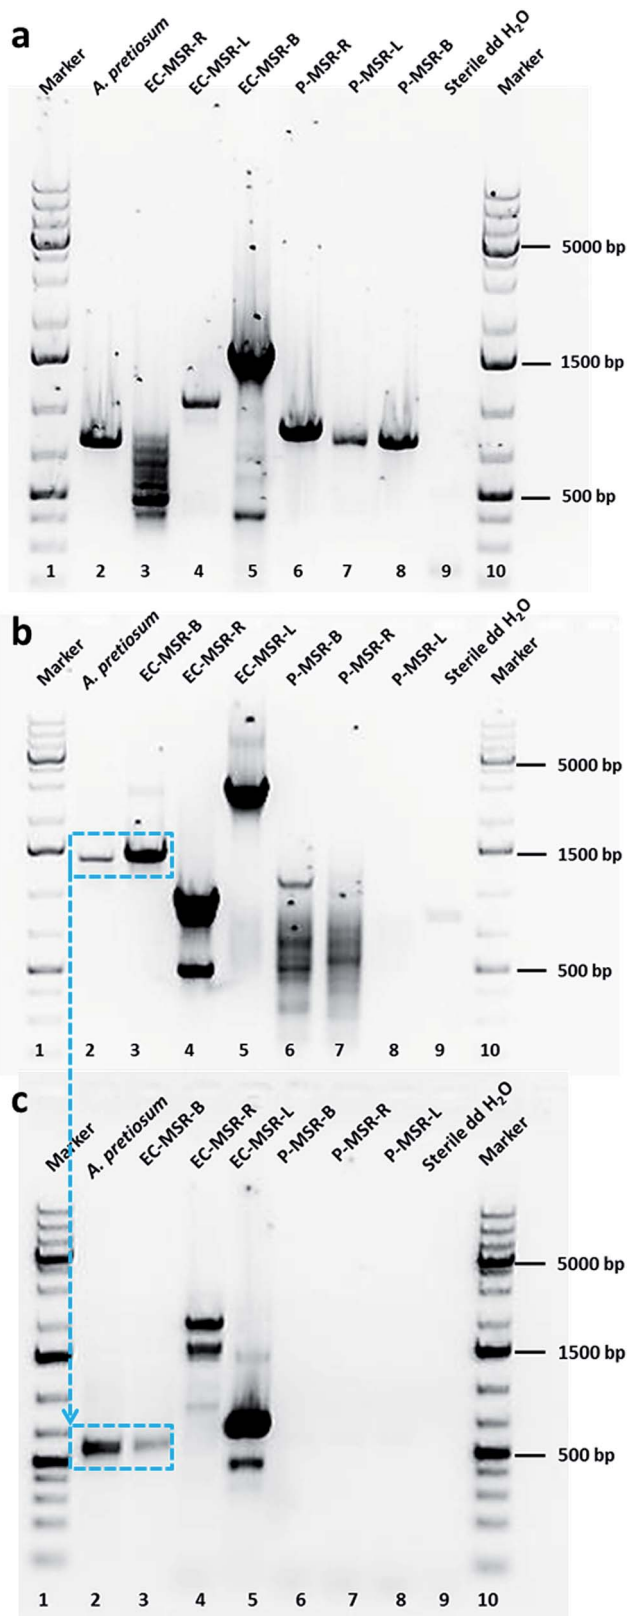 a
Marker A. pretiosum EC-MSR-R EC-MSR-L EC-MSR-B P-MSR-R P-MSR-L P-MSR-B Sterile dd H₂O Marker
5000 bp
1500 bp
500 bp
1 2 3 4 5 6 7 8 9 10
b
Marker A. pretiosum EC-MSR-B EC-MSR-R EC-MSR-L P-MSR-B P-MSR-R P-MSR-L Sterile dd H₂O Marker
5000 bp
1500 bp
500 bp
1 2 3 4 5 6 7 8 9 10
c
Marker A. pretiosum EC-MSR-B EC-MSR-R EC-MSR-L P-MSR-B P-MSR-R P-MSR-L Sterile dd H₂O Marker
5000 bp
1500 bp
500 bp
1 2 3 4 5 6 7 8 9 10